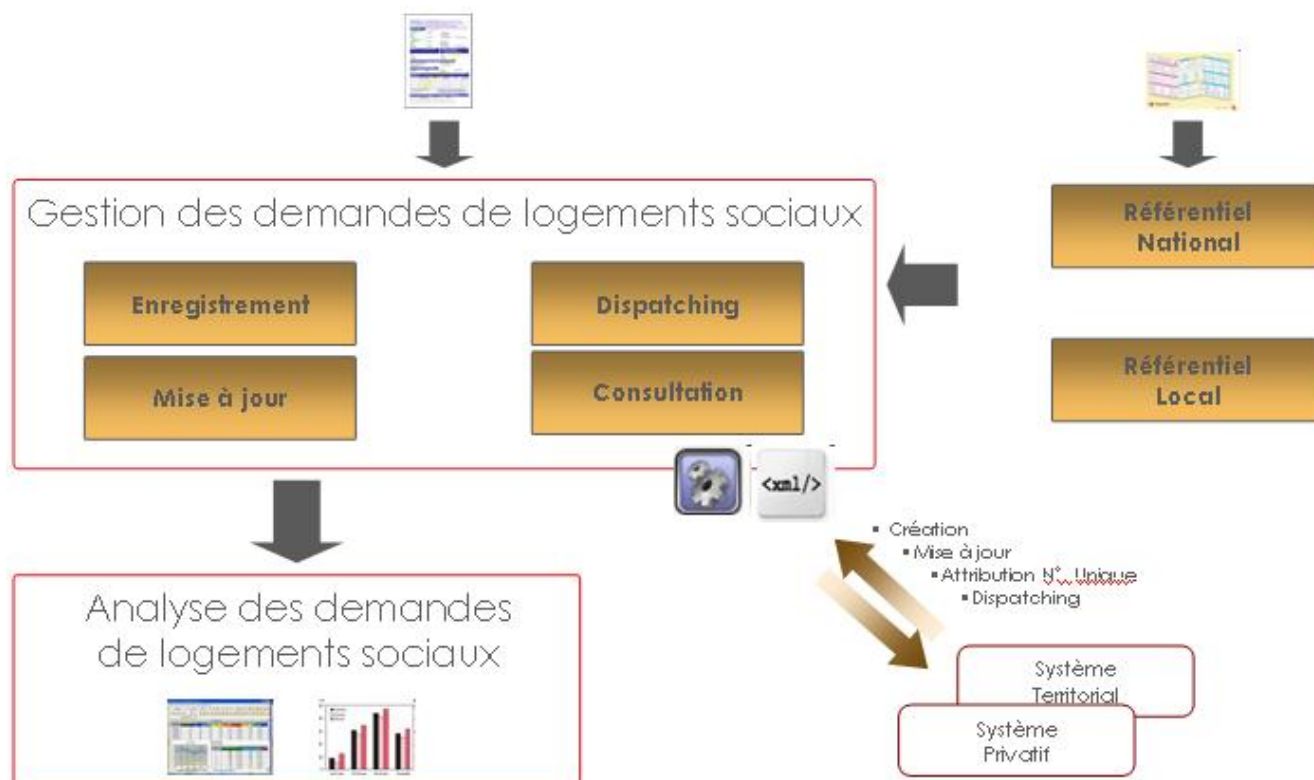 Gestion des demandes de logements sociaux
Enregistrement
Dispatching
Mise à jour
Consultation
Référentiel
National
Référentiel
Local
<xml/>
Création
Mise à jour
Attribution N°. Unique
Dispatching
Analyse des demandes
de logements sociaux
Système
Territorial
Système
Privatif